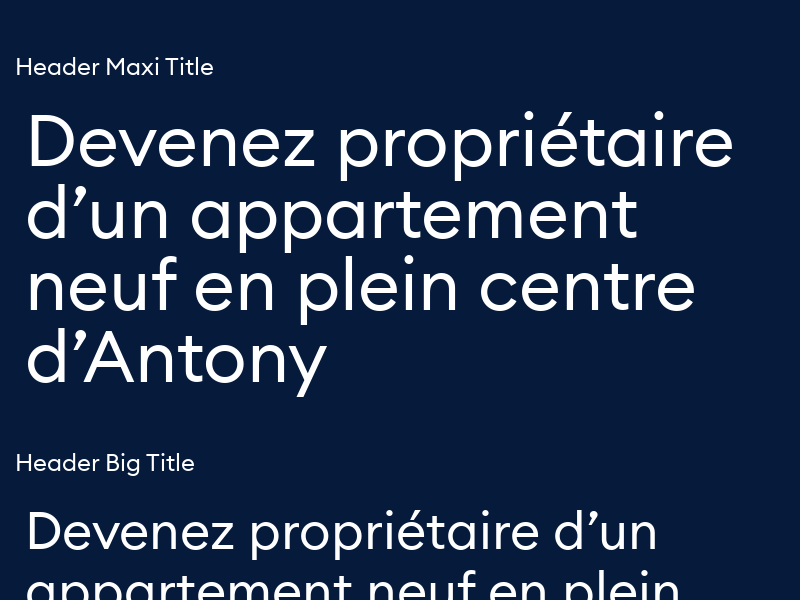 Header Maxi Title
Devenez propriétaire
d’un appartement
neuf en plein centre
d’Antony
Header Big Title
Devenez propriétaire d’un
appartement neuf en plein